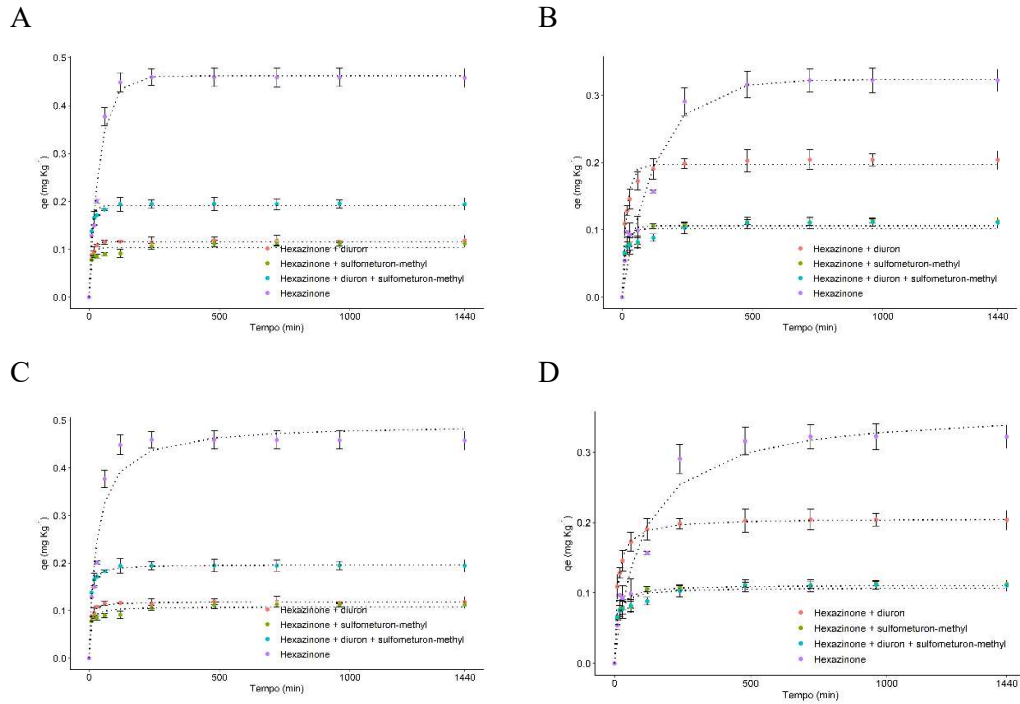 A
B
0.5
0.4
0.3
0.2
0.1
0.0
qe (mg Kg⁻
Hexazinone + diuron
Hexazinone + sulfometuron-methyl
Hexazinone + diuron + sulfometuron-methyl
Hexazinone
0
500
1000
1440
Tempo (min)
0.3
0.2
0.1
0.0
qe (mg Kg⁻
Hexazinone + diuron
Hexazinone + sulfometuron-methyl
Hexazinone + diuron + sulfometuron-methyl
Hexazinone
0
500
1000
1440
Tempo (min)
C
D
0.5
0.4
0.3
0.2
0.1
0.0
qe (mg Kg⁻
Hexazinone + diuron
Hexazinone + sulfometuron-methyl
Hexazinone + diuron + sulfometuron-methyl
Hexazinone
0
500
1000
1440
Tempo (min)
0.3
0.2
0.1
0.0
qe (mg Kg⁻
Hexazinone + diuron
Hexazinone + sulfometuron-methyl
Hexazinone + diuron + sulfometuron-methyl
Hexazinone
0
500
1000
1440
Tempo (min)